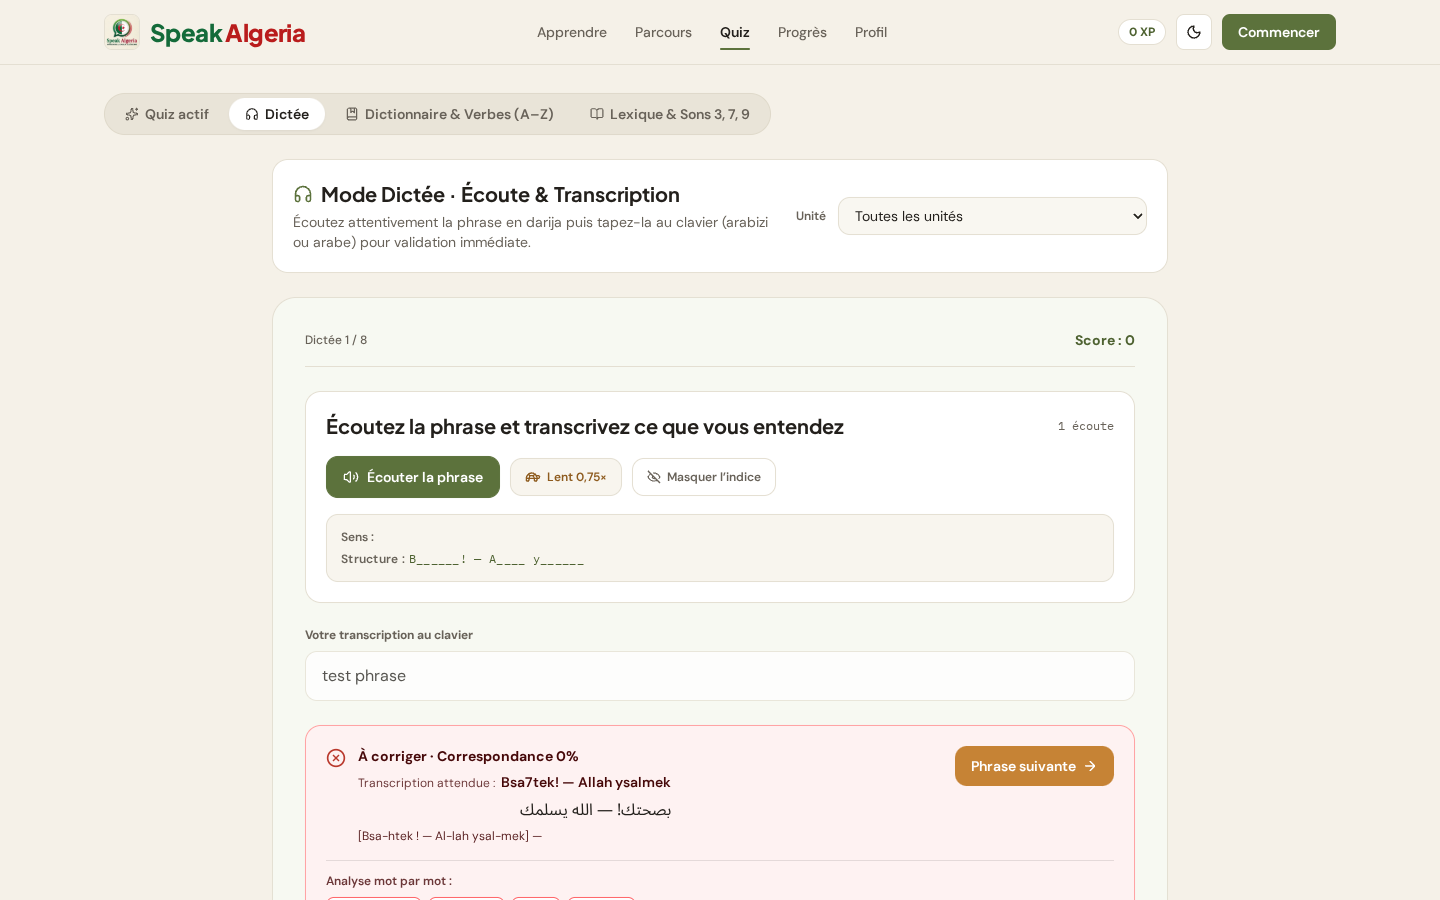 Speak Algeria
Apprendre
Parcours
Quiz
Progrès
Profil
0 XP
Commencer
Quiz actif
Dictée
Dictionnaire & Verbes (A–Z)
Lexique & Sons 3, 7, 9
Mode Dictée · Écoute & Transcription
Écoutez attentivement la phrase en darija puis tapez-la au clavier (arabizi
ou arabe) pour validation immédiate.
Unité
Toutes les unités
Dictée 1 / 8
Score : 0
Écoutez la phrase et transcrivez ce que vous entendez
1 écoute
Écouter la phrase
Lent 0,75×
Masquer l’indice
Sens :
Structure : B______! — A____ y______
Votre transcription au clavier
test phrase
À corriger · Correspondance 0%
Phrase suivante
Transcription attendue : Bsa7tek! — Allah ysalmek
بصحتك! — الله يسلمك
[Bsa-htek ! — Al-lah ysal-mek] —
Analyse mot par mot :